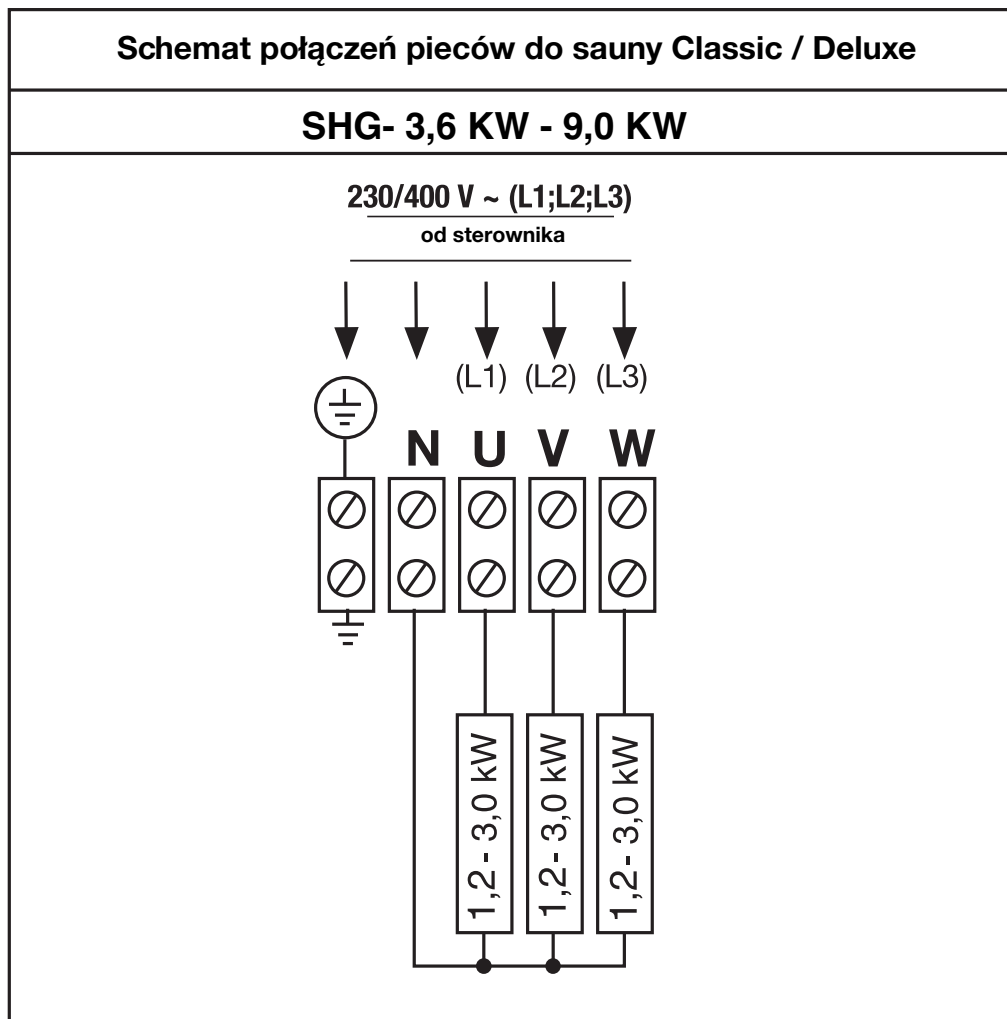 Schemat połączeń pieców do sauny Classic / Deluxe
SHG- 3,6 KW - 9,0 KW
230/400 V ~ (L1;L2;L3)
od sterownika
(L1) (L2) (L3)
N U V W
1,2- 3,0 kW
1,2- 3,0 kW
1,2- 3,0 kW